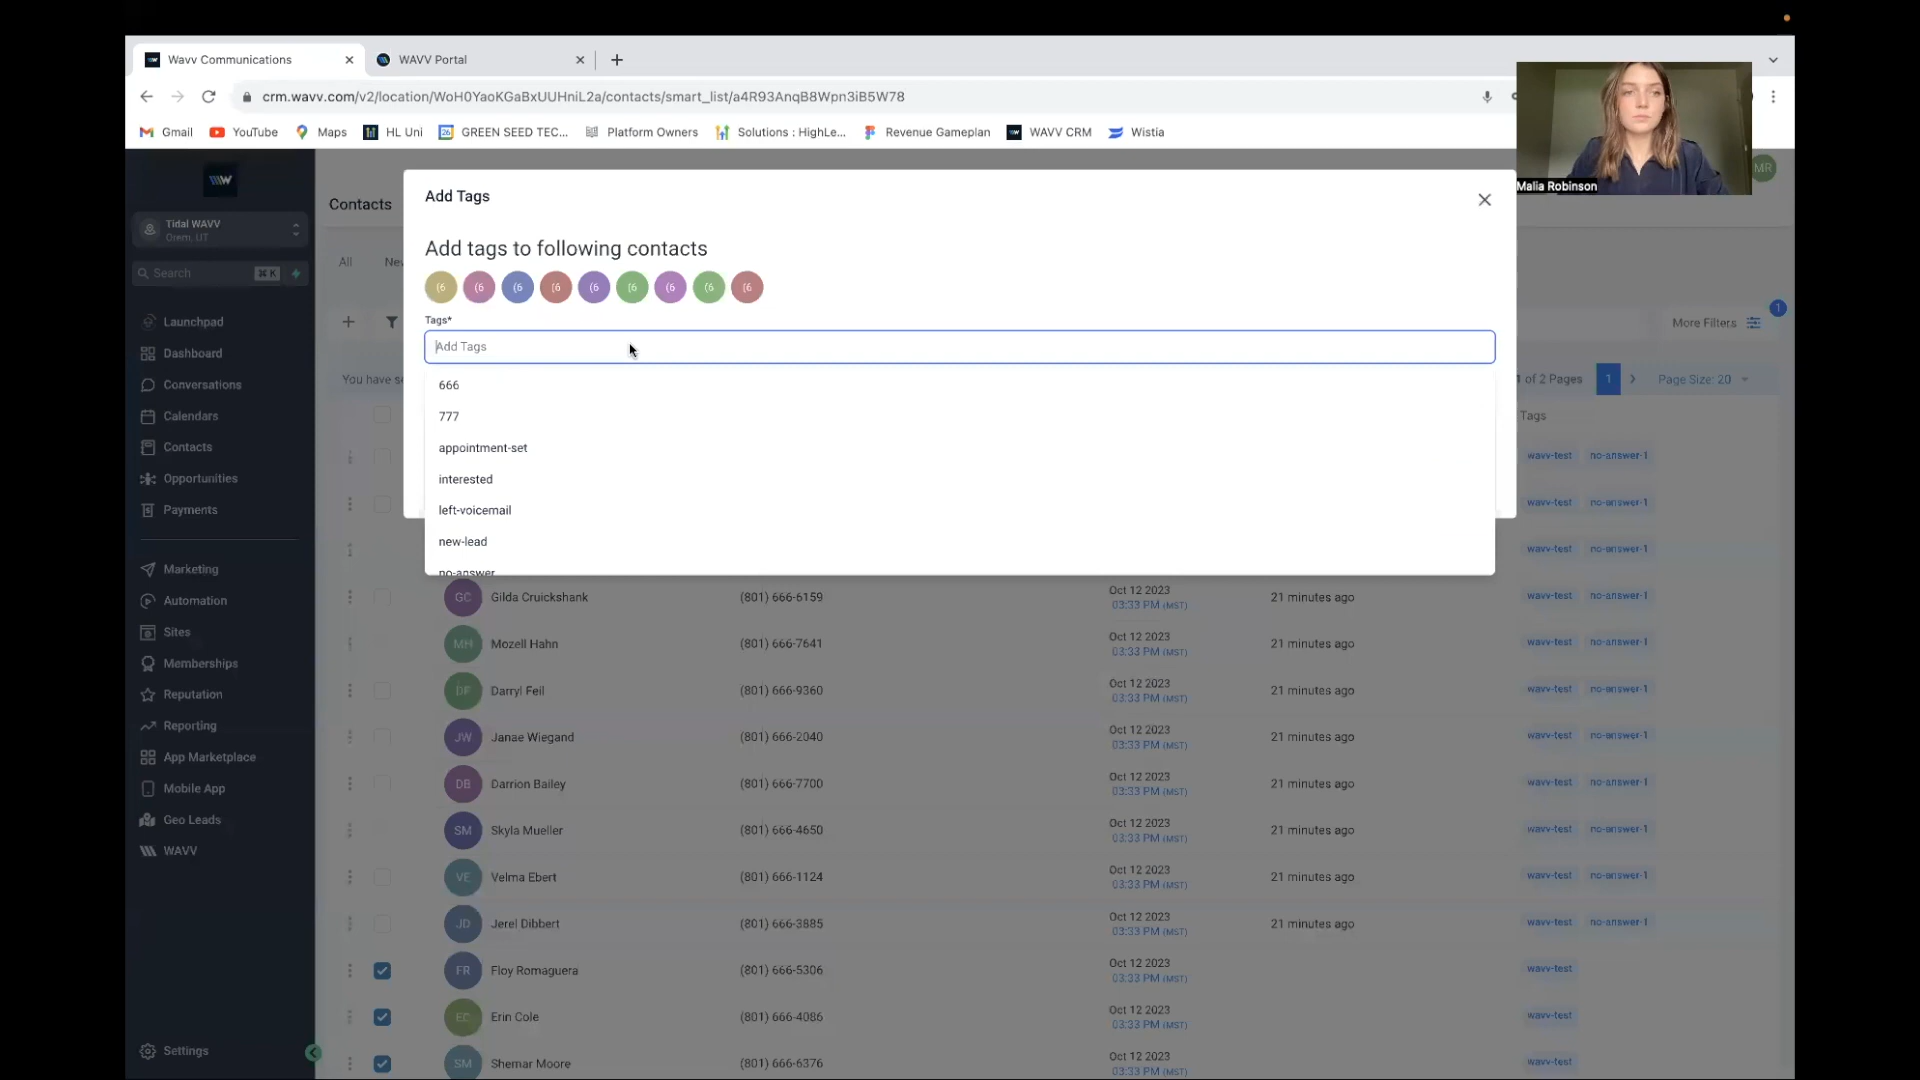 Wavv Communications
WAVV Portal
crm.wavv.com/v2/location/WoH0YaoKGaBxUUHniL2a/contacts/smart_list/a4R93AnqB8Wpn3iB5W78
Gmail YouTube Maps HL Uni GREEN SEED TEC... Platform Owners Solutions : HighLe... Revenue Gameplan WAVV CRM Wistia
Malia Robinson
MR
Tidal WAVV
Orem, UT
Search ⌘ K
Launchpad
Dashboard
Conversations
Calendars
Contacts
Opportunities
Payments
Marketing
Automation
Sites
Memberships
Reputation
Reporting
App Marketplace
Mobile App
Geo Leads
WAVV
Settings
Contacts
All
Add Tags
Add tags to following contacts
(6 (6 (6 (6 (6 (6 (6 (6 (6
Tags*
Add Tags
666
777
appointment-set
interested
left-voicemail
new-lead
no-answer
More Filters 1
You have
of 2 Pages 1 Page Size: 20
Tags
wavv-test no-answer-1
wavv-test no-answer-1
wavv-test no-answer-1
GC Gilda Cruickshank (801) 666-6159 Oct 12 2023 21 minutes ago wavv-test no-answer-1
03:33 PM (MST)
MH Mozell Hahn (801) 666-7641 Oct 12 2023 21 minutes ago wavv-test no-answer-1
03:33 PM (MST)
DF Darryl Feil (801) 666-9360 Oct 12 2023 21 minutes ago wavv-test no-answer-1
03:33 PM (MST)
JW Janae Wiegand (801) 666-2040 Oct 12 2023 21 minutes ago wavv-test no-answer-1
03:33 PM (MST)
DB Darrion Bailey (801) 666-7700 Oct 12 2023 21 minutes ago wavv-test no-answer-1
03:33 PM (MST)
SM Skyla Mueller (801) 666-4650 Oct 12 2023 21 minutes ago wavv-test no-answer-1
03:33 PM (MST)
VE Velma Ebert (801) 666-1124 Oct 12 2023 21 minutes ago wavv-test no-answer-1
03:33 PM (MST)
JD Jerel Dibbert (801) 666-3885 Oct 12 2023 21 minutes ago wavv-test no-answer-1
03:33 PM (MST)
FR Floy Romaguera (801) 666-5306 Oct 12 2023 wavv-test
03:33 PM (MST)
EC Erin Cole (801) 666-4086 Oct 12 2023 wavv-test
03:33 PM (MST)
SM Shemar Moore (801) 666-6376 Oct 12 2023 wavv-test
03:33 PM (MST)